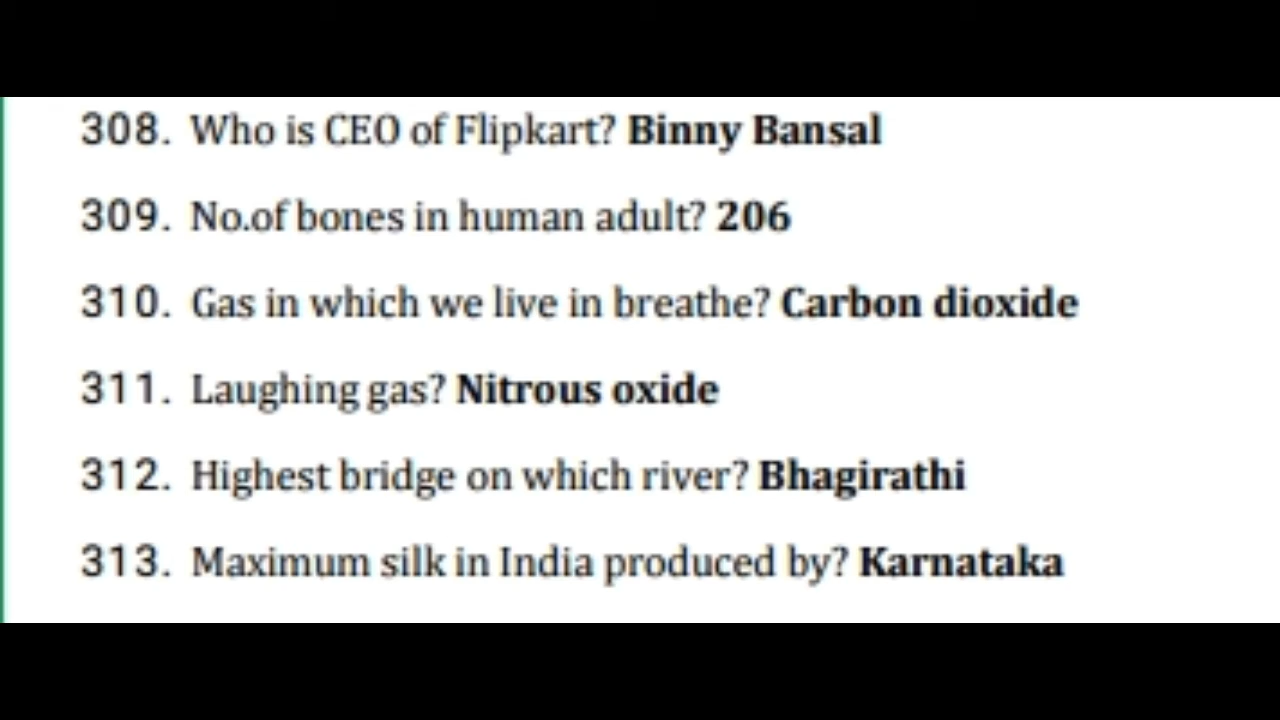 308. Who is CEO of Flipkart? Binny Bansal
309. No.of bones in human adult? 206
310. Gas in which we live in breathe? Carbon dioxide
311. Laughing gas? Nitrous oxide
312. Highest bridge on which river? Bhagirathi
313. Maximum silk in India produced by? Karnataka